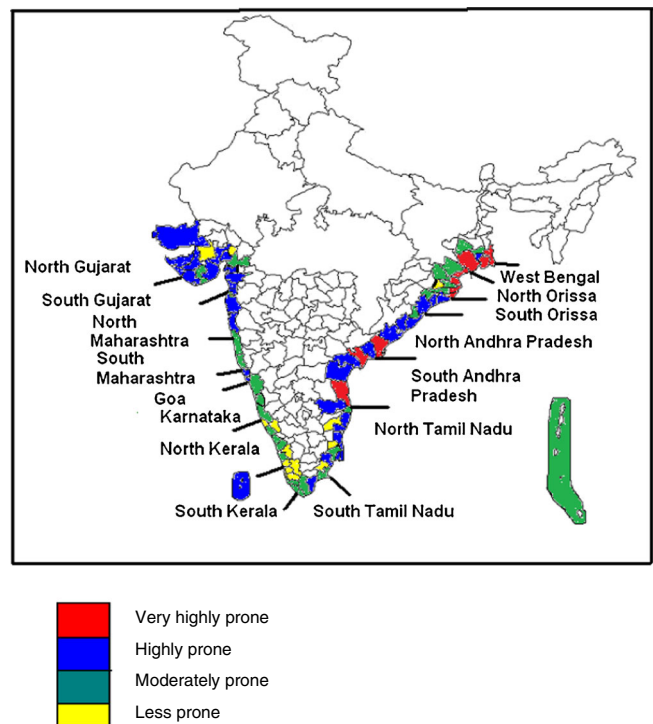 North Gujarat
South Gujarat
North
Maharashtra
South
Maharashtra
Goa
Karnataka
North Kerala
South Kerala
South Tamil Nadu
West Bengal
North Orissa
South Orissa
North Andhra Pradesh
South Andhra
Pradesh
North Tamil Nadu
Very highly prone
Highly prone
Moderately prone
Less prone